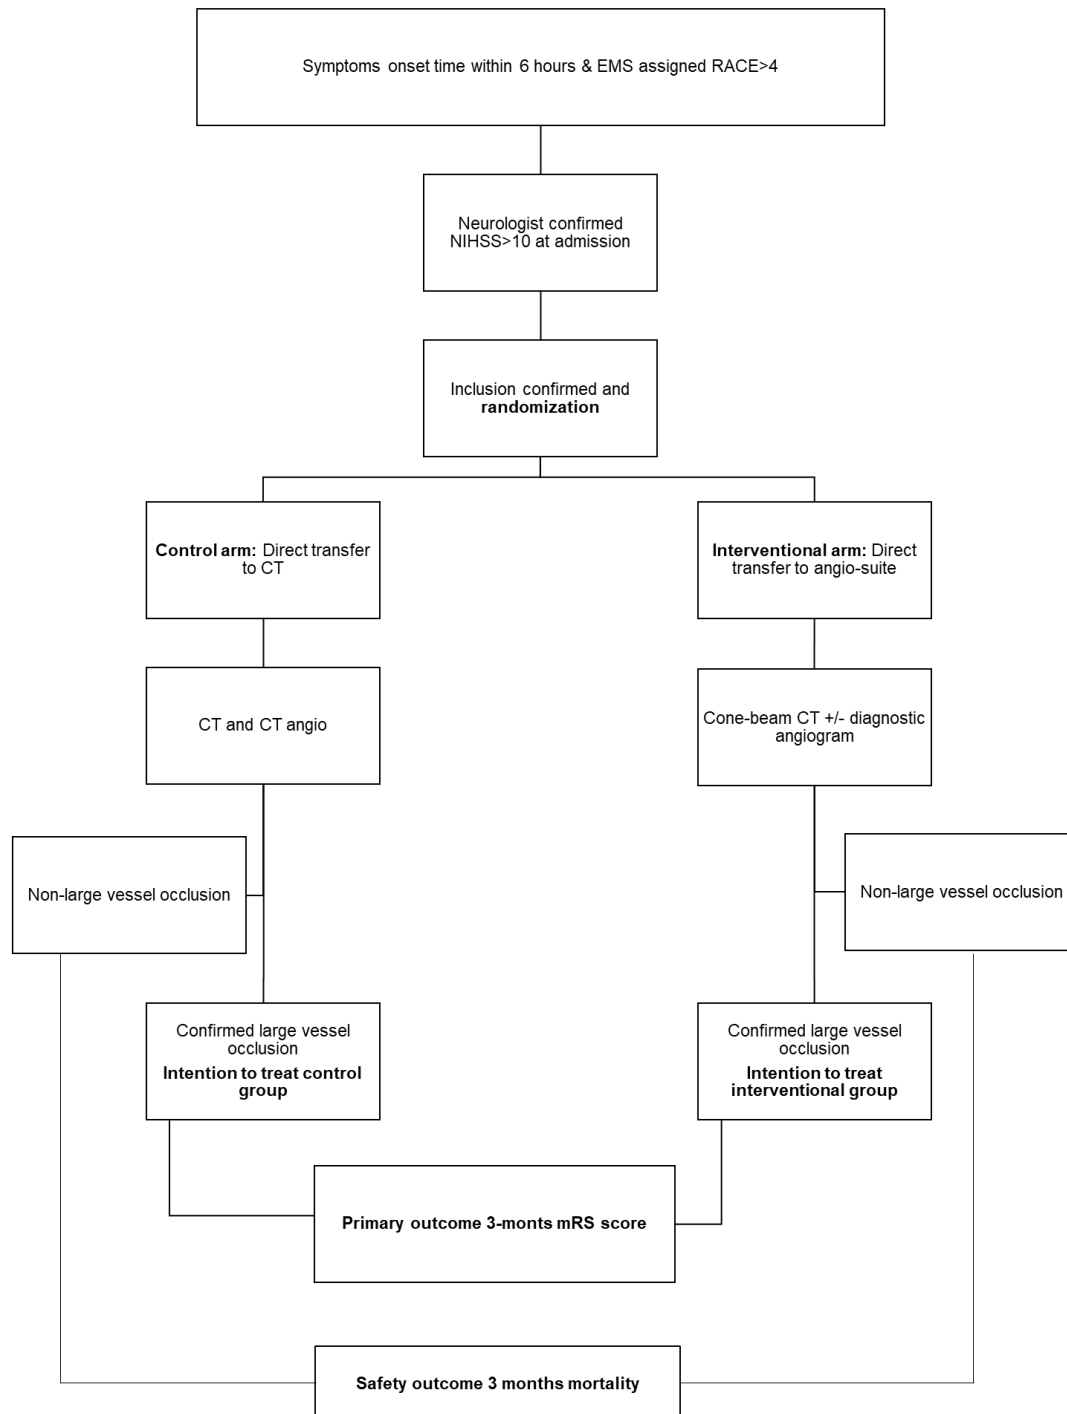 Symptoms onset time within 6 hours & EMS assigned RACE>4
Neurologist confirmed
NIHSS>10 at admission
Inclusion confirmed and
randomization
Control arm: Direct transfer
to CT
Interventional arm: Direct
transfer to angio-suite
CT and CT angio
Cone-beam CT +/- diagnostic
angiogram
Non-large vessel occlusion
Non-large vessel occlusion
Confirmed large vessel
occlusion
Intention to treat control
group
Confirmed large vessel
occlusion
Intention to treat
interventional group
Primary outcome 3-monts mRS score
Safety outcome 3 months mortality